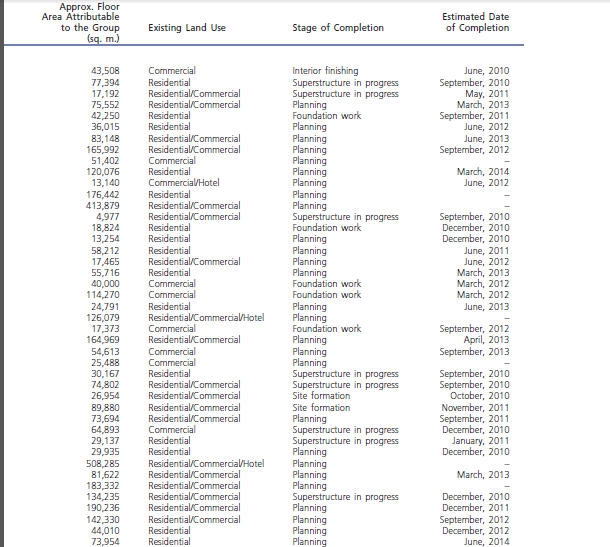 Approx. Floor
Area Attributable Estimated Date
to the Group Existing Land Use Stage of Completion of Completion
(sq. m.)
43,508 Commercial Interior finishing June, 2010
77,394 Residential Superstructure in progress September, 2010
17,192 Residential/Commercial Superstructure in progress May, 2011
75,552 Residential/Commercial Planning March, 2013
42,250 Residential Foundation work September, 2011
36,015 Residential Planning June, 2012
83,148 Residential/Commercial Planning June, 2013
165,992 Residential/Commercial Planning September, 2012
51,402 Commercial Planning –
120,076 Residential Planning March, 2014
13,140 Commercial/Hotel Planning June, 2012
176,442 Residential Planning –
413,879 Residential/Commercial Planning –
4,977 Residential/Commercial Superstructure in progress September, 2010
18,824 Residential Foundation work December, 2010
13,254 Residential Planning December, 2010
58,212 Residential Planning June, 2011
17,465 Residential/Commercial Planning June, 2012
55,716 Residential Planning March, 2013
40,000 Commercial Foundation work March, 2012
114,270 Commercial Foundation work March, 2012
24,791 Residential Planning June, 2013
126,079 Residential/Commercial/Hotel Planning –
17,373 Commercial Foundation work September, 2012
164,969 Residential/Commercial Planning April, 2013
54,613 Commercial Planning September, 2013
25,488 Commercial Planning –
30,167 Residential Superstructure in progress September, 2010
74,802 Residential/Commercial Superstructure in progress September, 2010
26,954 Residential/Commercial Site formation October, 2010
89,880 Residential/Commercial Site formation November, 2011
73,694 Residential/Commercial Planning September, 2011
64,893 Commercial Superstructure in progress December, 2010
29,137 Residential Superstructure in progress January, 2011
29,935 Residential Planning December, 2010
508,285 Residential/Commercial/Hotel Planning –
81,622 Residential/Commercial Planning March, 2013
183,332 Residential/Commercial Planning –
134,235 Residential/Commercial Superstructure in progress December, 2010
190,236 Residential/Commercial Planning December, 2011
142,330 Residential/Commercial Planning September, 2012
44,010 Residential Planning December, 2012
73,954 Residential Planning June, 2014